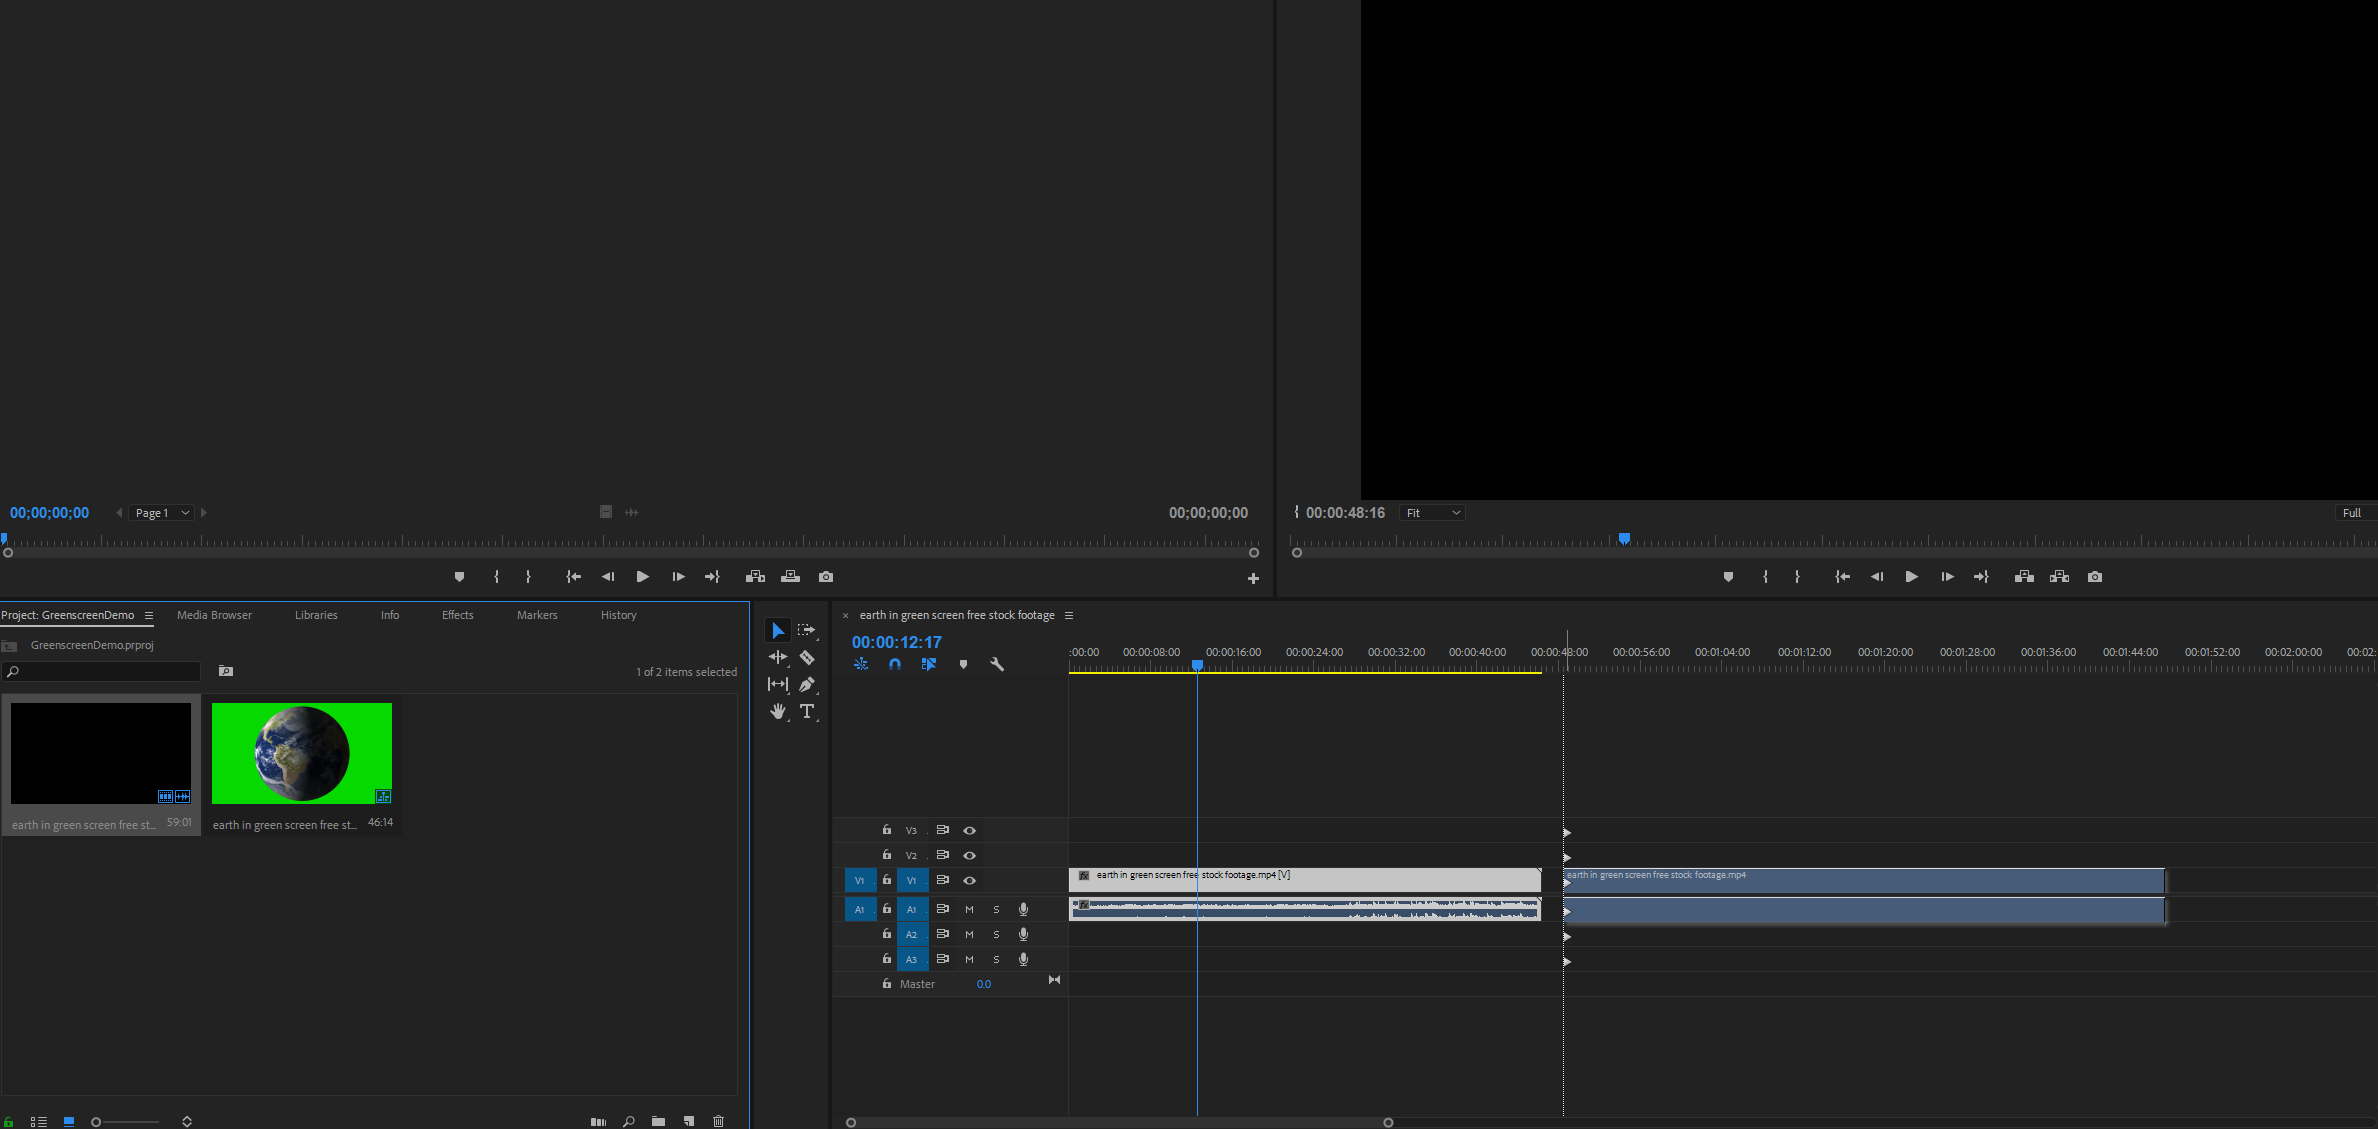 00;00;00;00
Page 1
00;00;00;00
00:00:48:16
Fit
Full
Project: GreenscreenDemo
Media Browser
Libraries
Info
Effects
Markers
History
GreenscreenDemo.prproj
1 of 2 items selected
earth in green screen free st...
59:01
earth in green screen free st...
46:14
T
× earth in green screen free stock footage
00:00:12:17
:00:00
00:00:08:00
00:00:16:00
00:00:24:00
00:00:32:00
00:00:40:00
00:00:48:00
00:00:56:00
00:01:04:00
00:01:12:00
00:01:20:00
00:01:28:00
00:01:36:00
00:01:44:00
00:01:52:00
00:02:00:00
00:02:
V3
V2
V1 V1
fx earth in green screen free stock footage.mp4 [V]
earth in green screen free stock footage.mp4
A1 A1 M S
fx
A2 M S
A3 M S
Master 0.0